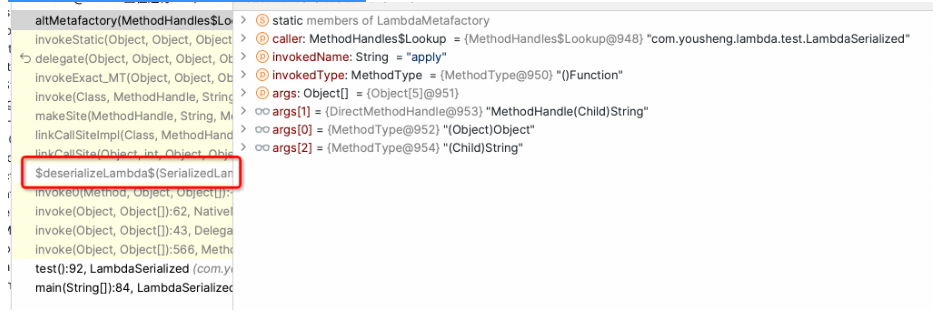 altMetafactory(MethodHandles$Lo
invokeStatic(Object, Object, Object
delegate(Object, Object, Object, O
invokeExact_MT(Object, Object, Ob
invoke(Class, MethodHandle, String
makeSite(MethodHandle, String, M
linkCallSiteImpl(Class, MethodHand
linkCallSite(Object, int, Object, Obje
$deserializeLambda$(SerializedLam
invoke0(Method, Object, Object[]):-
invoke(Object, Object[]):62, NativeM
invoke(Object, Object[]):43, Delega
invoke(Object, Object[]):566, Metho
test():92, LambdaSerialized (com.yo
main(String[]):84, LambdaSerialized
static members of LambdaMetafactory
caller: MethodHandles$Lookup = {MethodHandles$Lookup@948} "com.yousheng.lambda.test.LambdaSerialized"
invokedName: String = "apply"
invokedType: MethodType = {MethodType@950} "()Function"
args: Object[] = {Object[5]@951}
args[1] = {DirectMethodHandle@953} "MethodHandle(Child)String"
args[0] = {MethodType@952} "(Object)Object"
args[2] = {MethodType@954} "(Child)String"